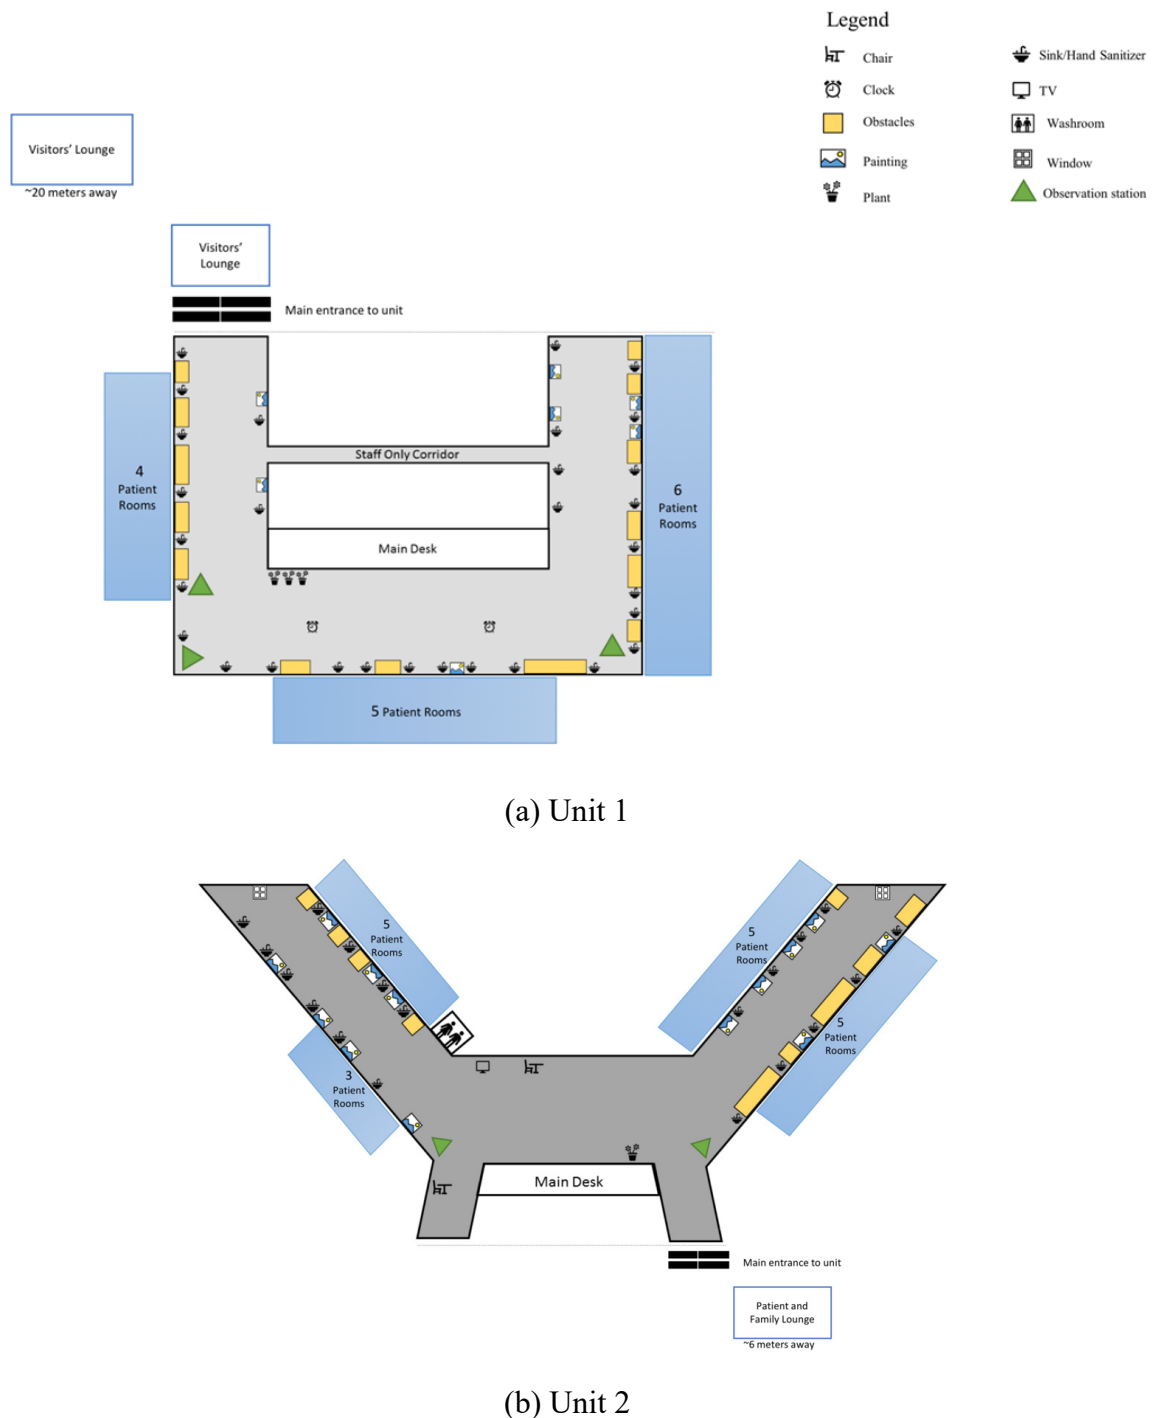 Legend
Chair
Sink/Hand Sanitizer
Clock
TV
Obstacles
Washroom
Painting
Window
Plant
Observation station
Visitors' Lounge
~20 meters away
Visitors'
Lounge
Main entrance to unit
Staff Only Corridor
4
Patient
Rooms
6
Patient
Rooms
Main Desk
5 Patient Rooms
(a) Unit 1
5
Patient
Rooms
5
Patient
Rooms
5
Patient
Rooms
3
Patient
Rooms
Main Desk
Main entrance to unit
Patient and
Family Lounge
~6 meters away
(b) Unit 2